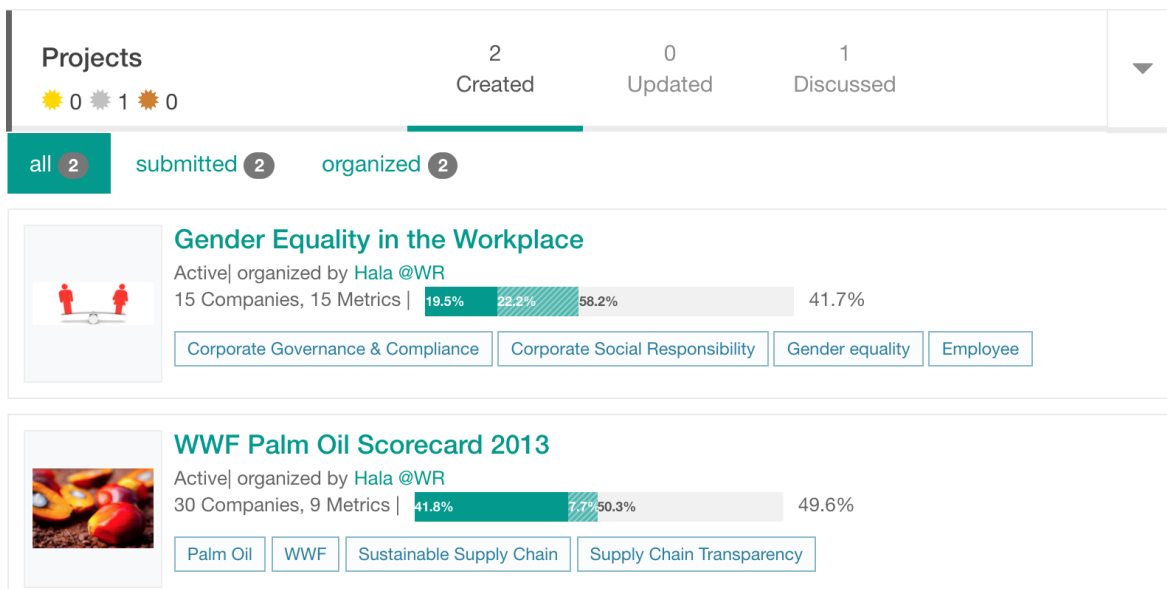 Projects
2 0 1
Created Updated Discussed
0 1 0
all 2 submitted 2 organized 2
Gender Equality in the Workplace
Active| organized by Hala @WR
15 Companies, 15 Metrics | 19.5% 22.2% 58.2% 41.7%
Corporate Governance & Compliance Corporate Social Responsibility Gender equality Employee
WWF Palm Oil Scorecard 2013
Active| organized by Hala @WR
30 Companies, 9 Metrics | 41.8% 7.7% 50.3% 49.6%
Palm Oil WWF Sustainable Supply Chain Supply Chain Transparency